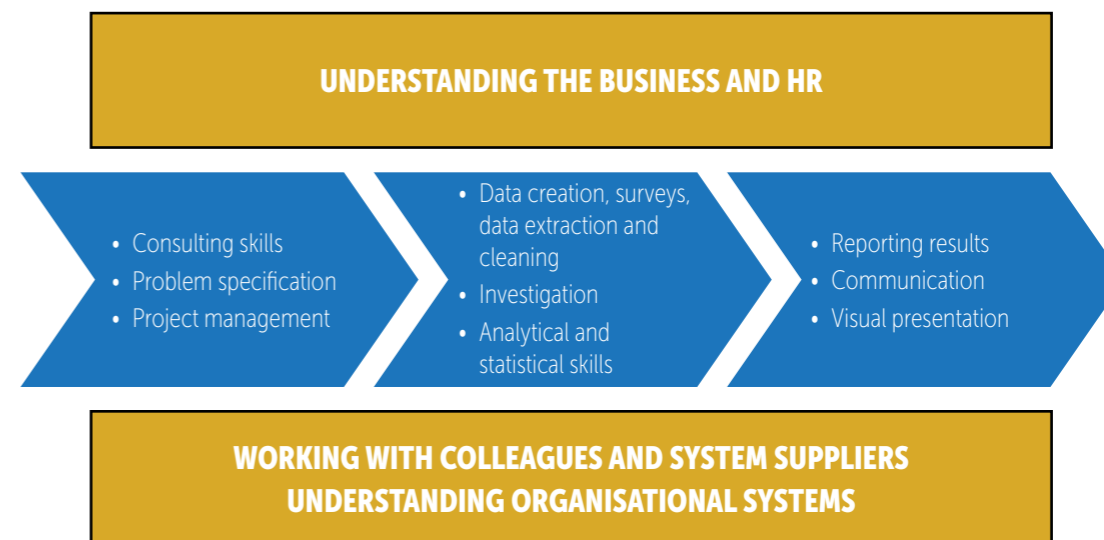 UNDERSTANDING THE BUSINESS AND HR
• Consulting skills
• Problem specification
• Project management
• Data creation, surveys,
data extraction and
cleaning
• Investigation
• Analytical and
statistical skills
• Reporting results
• Communication
• Visual presentation
WORKING WITH COLLEAGUES AND SYSTEM SUPPLIERS
UNDERSTANDING ORGANISATIONAL SYSTEMS